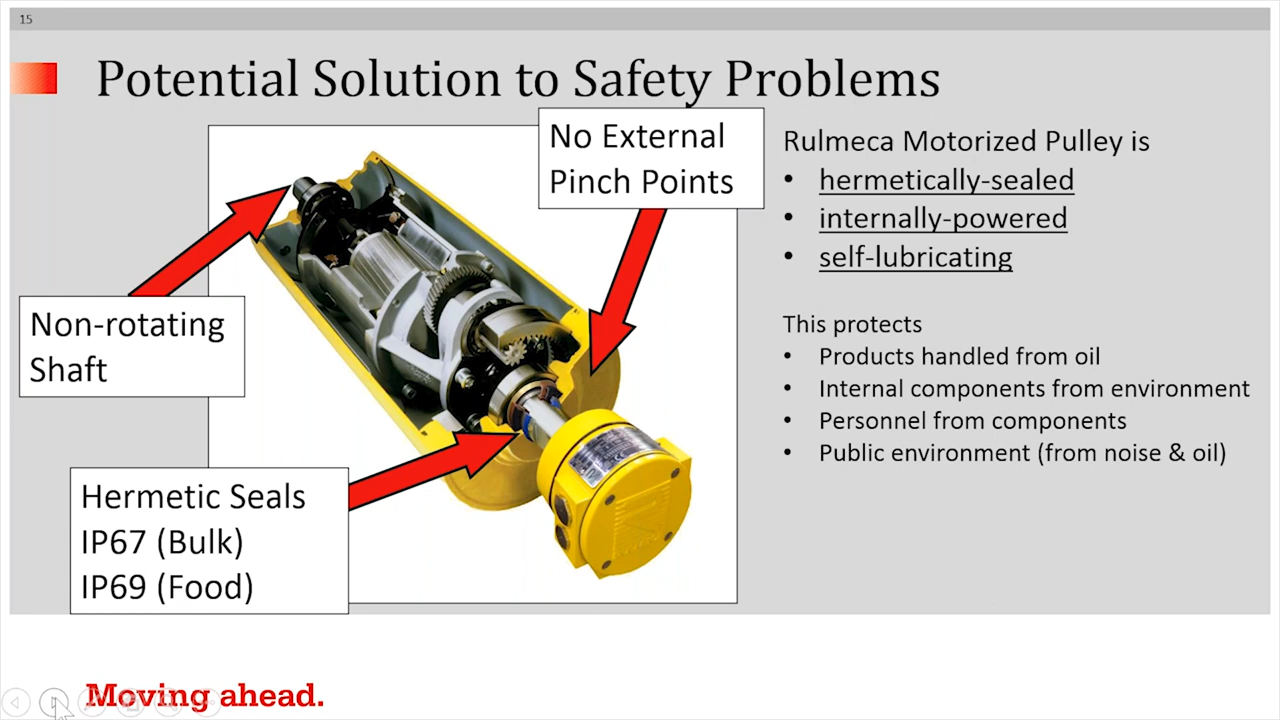 15
Potential Solution to Safety Problems
No External
Pinch Points
Non-rotating
Shaft
Hermetic Seals
IP67 (Bulk)
IP69 (Food)
Rulmeca Motorized Pulley is
• hermetically-sealed
• internally-powered
• self-lubricating
This protects
• Products handled from oil
• Internal components from environment
• Personnel from components
• Public environment (from noise & oil)
Moving ahead.